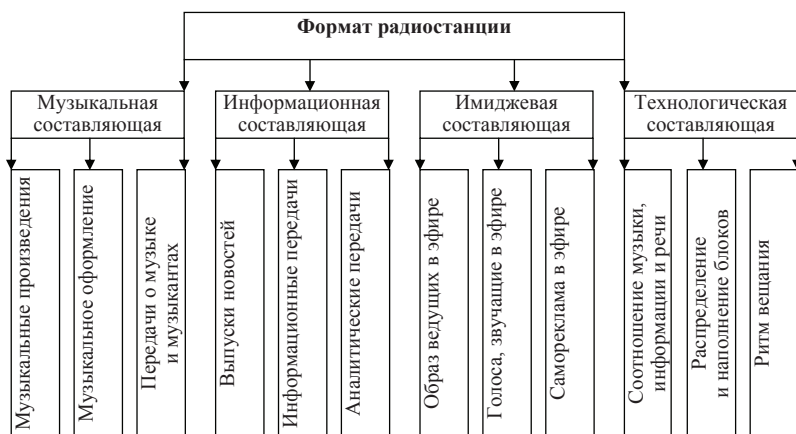 Формат радиостанции
Музыкальная
составляющая
Информационная
составляющая
Имиджевая
составляющая
Технологическая
составляющая
Музыкальные произведения
Музыкальное оформление
Передачи о музыке
и музыкантах
Выпуски новостей
Информационные передачи
Аналитические передачи
Образ ведущих в эфире
Голоса, звучащие в эфире
Самореклама в эфире
Соотношение музыки,
информации и речи
Распределение
и наполнение блоков
Ритм вещания